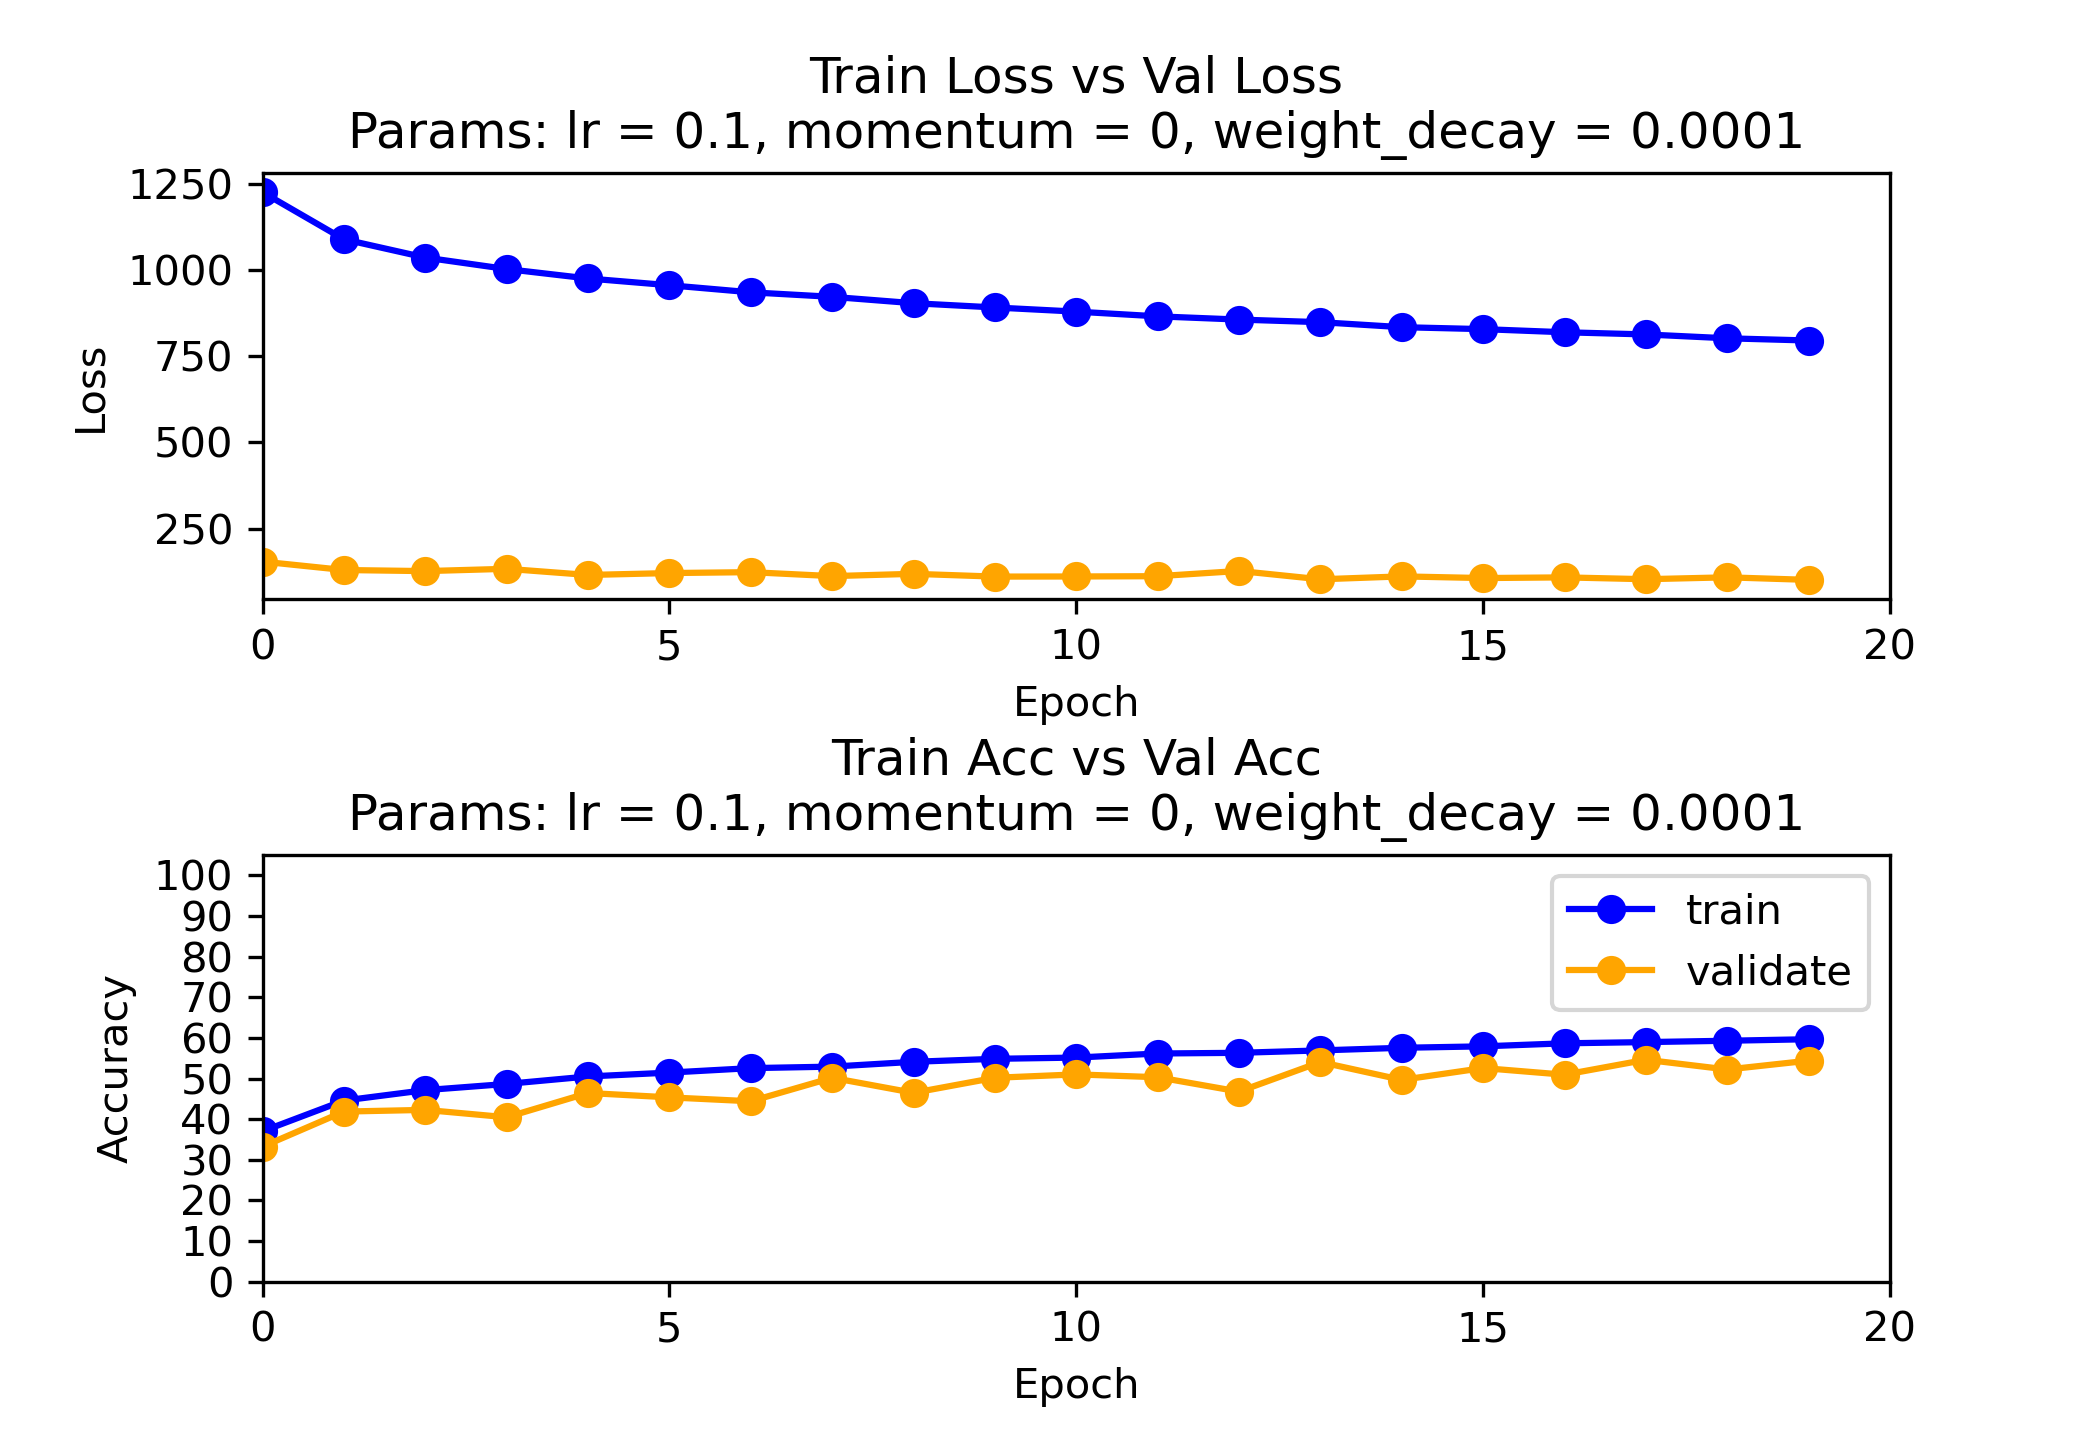 Train Loss vs Val Loss
Params: lr = 0.1, momentum = 0, weight_decay = 0.0001
1250
1000
750
500
250
Loss
0 5 10 15 20
Epoch
Train Acc vs Val Acc
Params: lr = 0.1, momentum = 0, weight_decay = 0.0001
100
90
80
70
60
50
40
30
20
10
0
Accuracy
train
validate
0 5 10 15 20
Epoch